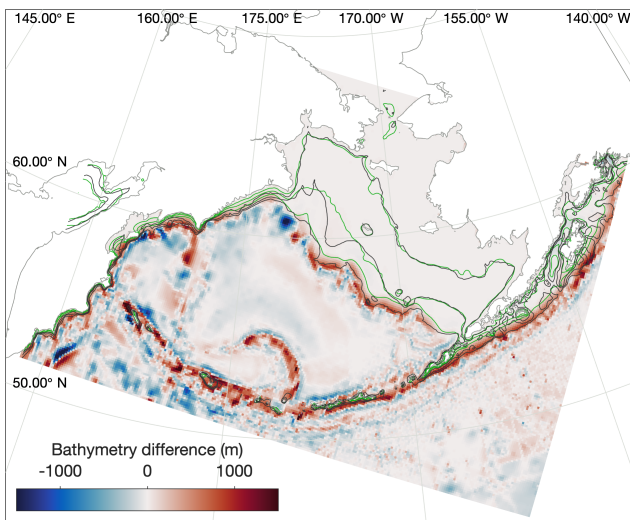 145.00° E 160.00° E 175.00° E 170.00° W 155.00° W 140.00° W
60.00° N
50.00° N
Bathymetry difference (m)
-1000 0 1000